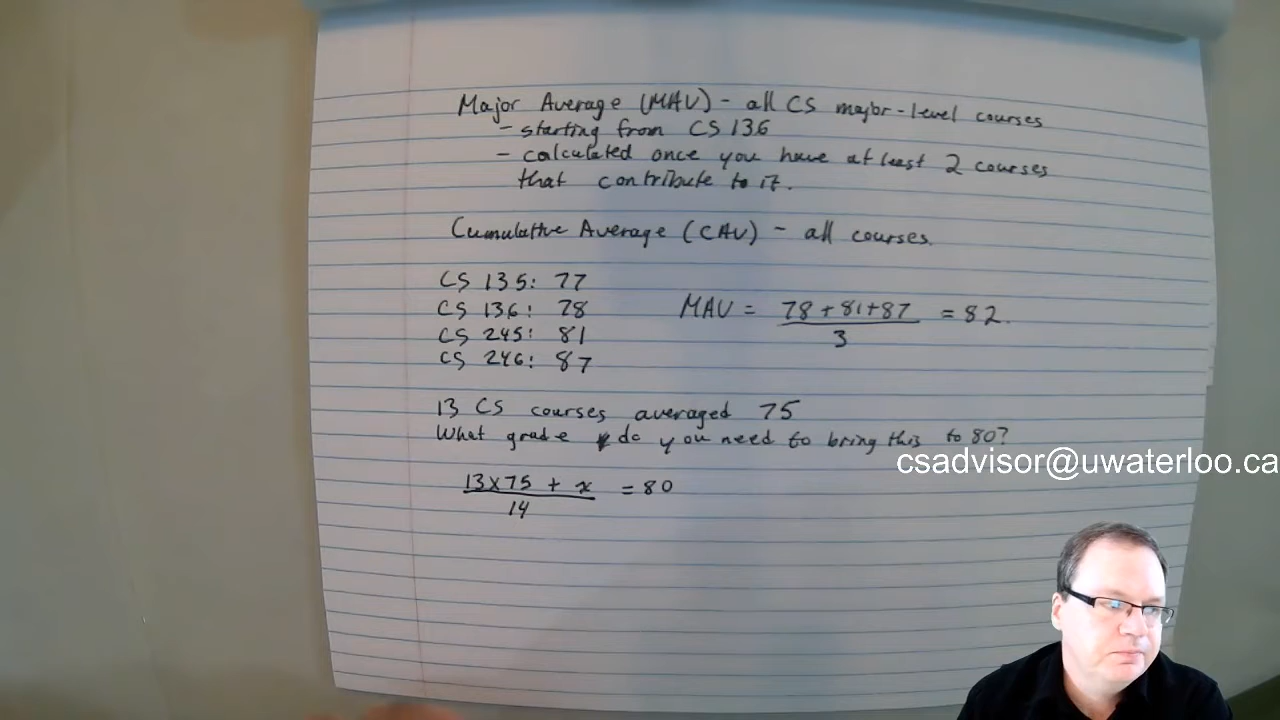 Major Average (MAV) - all CS major-level courses
- starting from CS 136
- calculated once you have at least 2 courses
that contribute to it.
Cumulative Average (CAV) - all courses.
CS 135: 77
CS 136: 78
CS 245: 81
CS 246: 87
MAV = 78+81+87 / 3 = 82.
13 CS courses averaged 75
What grade do you need to bring this to 80?
csadvisor@uwaterloo.ca
13x75 + x / 14 = 80